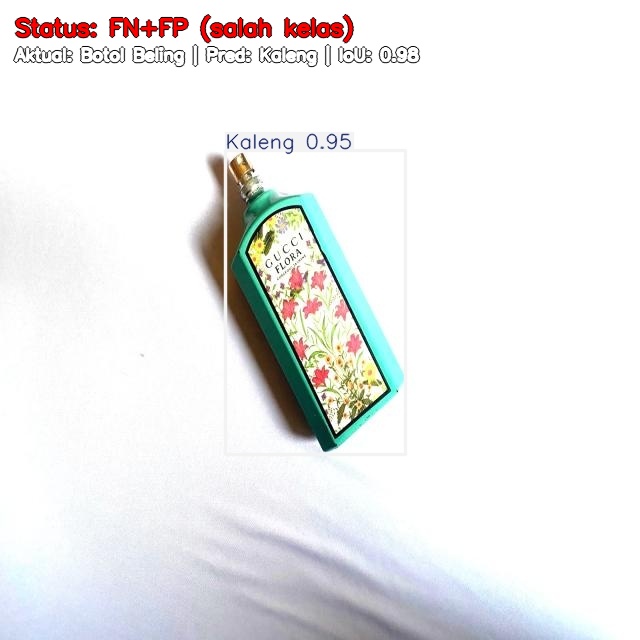 Status: FN+FP (salah kelas)
Aktual: Botol Beling | Pred: Kaleng | IoU: 0.98
Kaleng 0.95
GUCCI
FLORA